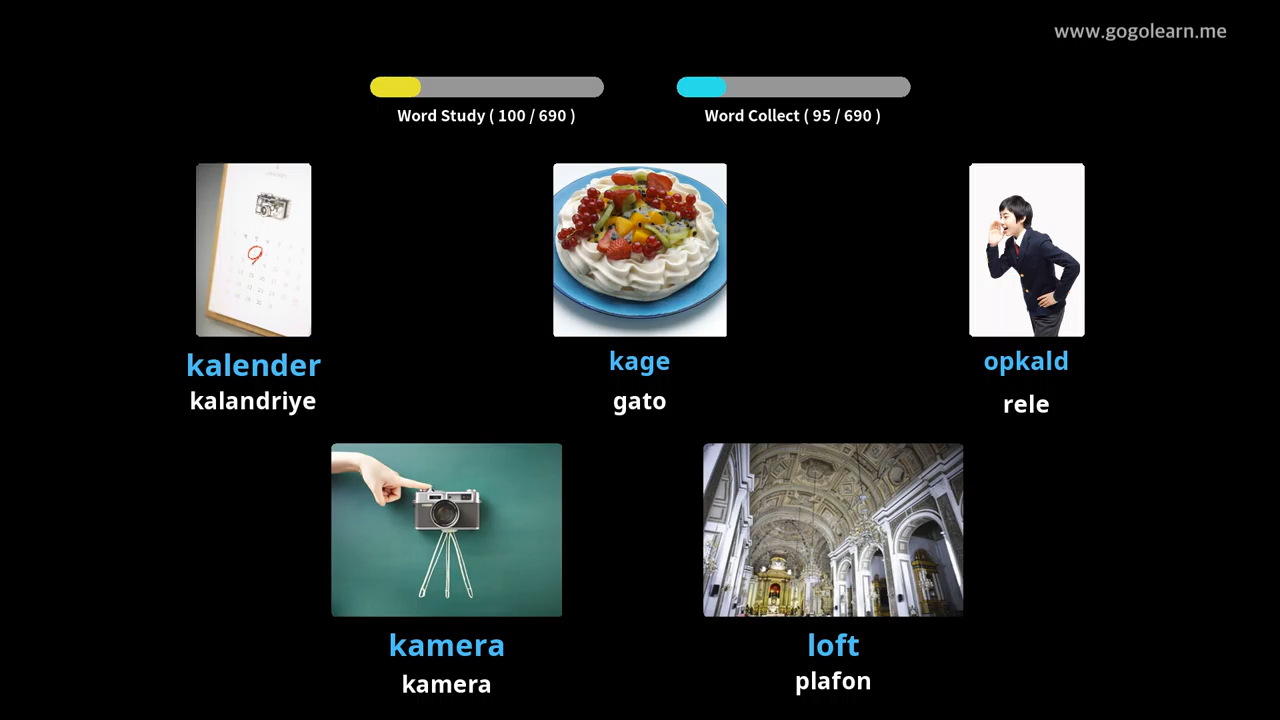 www.gogolearn.me
Word Study ( 100 / 690 )
Word Collect ( 95 / 690 )
kalender
kalandriye
kage
gato
opkald
rele
kamera
kamera
loft
plafon